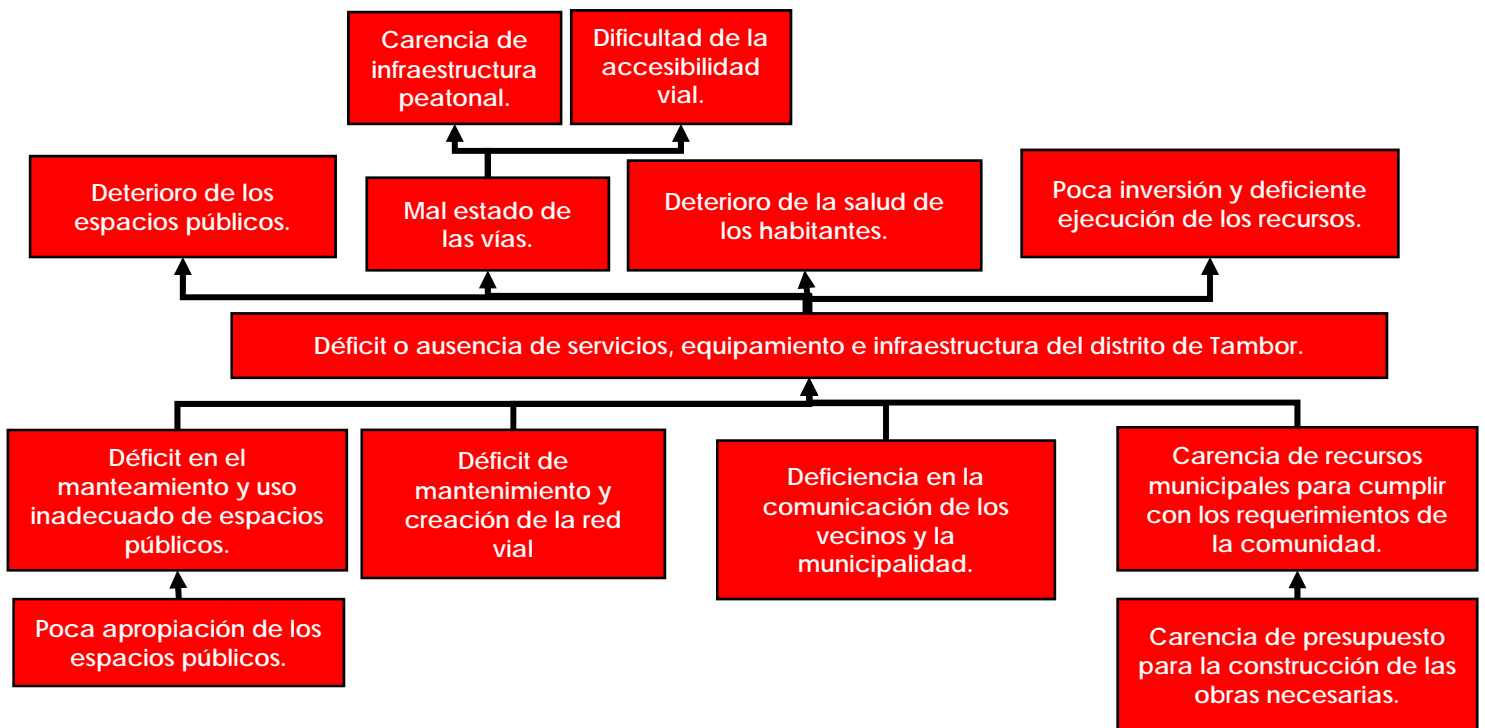 Carencia de
infraestructura
peatonal.
Dificultad de la
accesibilidad
vial.
Deterioro de los
espacios públicos.
Mal estado de
las vías.
Deterioro de la salud de
los habitantes.
Poca inversión y deficiente
ejecución de los recursos.
Déficit o ausencia de servicios, equipamiento e infraestructura del distrito de Tambor.
Déficit en el
manteamiento y uso
inadecuado de espacios
públicos.
Déficit de
mantenimiento y
creación de la red
vial
Deficiencia en la
comunicación de los
vecinos y la
municipalidad.
Carencia de recursos
municipales para cumplir
con los requerimientos de
la comunidad.
Poca apropiación de los
espacios públicos.
Carencia de presupuesto
para la construcción de las
obras necesarias.